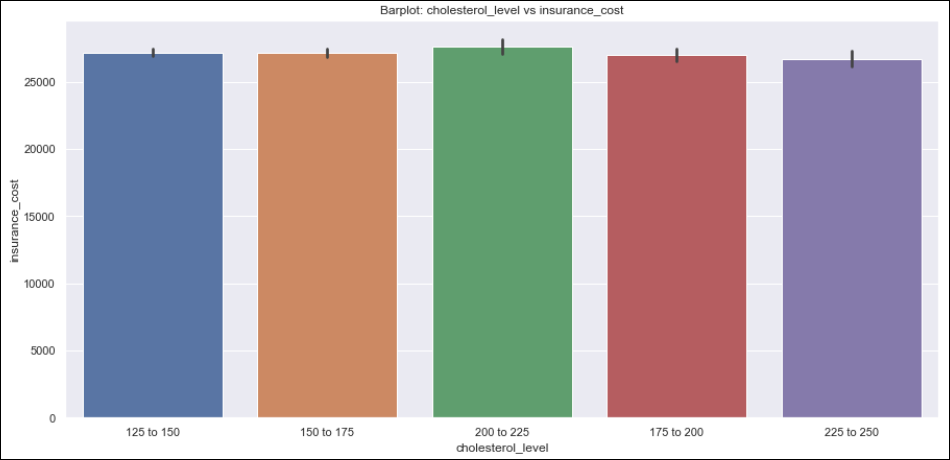 Barplot: cholesterol_level vs insurance_cost
insurance_cost
25000
20000
15000
10000
5000
0
125 to 150
150 to 175
200 to 225
175 to 200
225 to 250
cholesterol_level